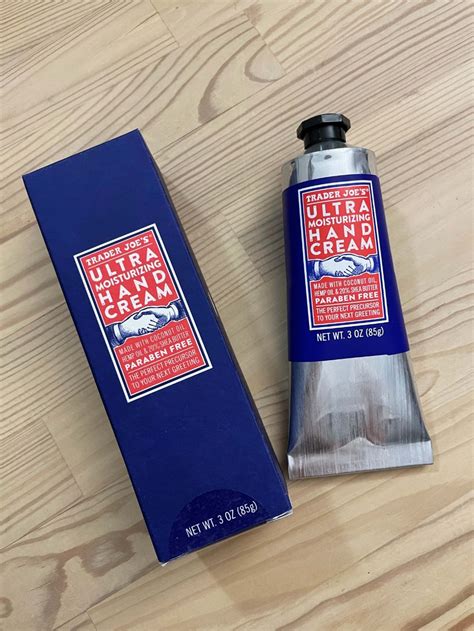 TRADER JOE'S
ULTRA
MOISTURIZING
HAND
CREAM
MADE WITH COCONUT OIL,
HEMP OIL & 20% SHEA BUTTER
PARABEN FREE
THE PERFECT PRECURSOR
TO YOUR NEXT GREETING
NET WT. 3 OZ (85g)
TRADER JOE'S
ULTRA
MOISTURIZING
HAND
CREAM
MADE WITH COCONUT OIL,
HEMP OIL & 20% SHEA BUTTER
PARABEN FREE
THE PERFECT PRECURSOR
TO YOUR NEXT GREETING
NET WT. 3 OZ (85g)